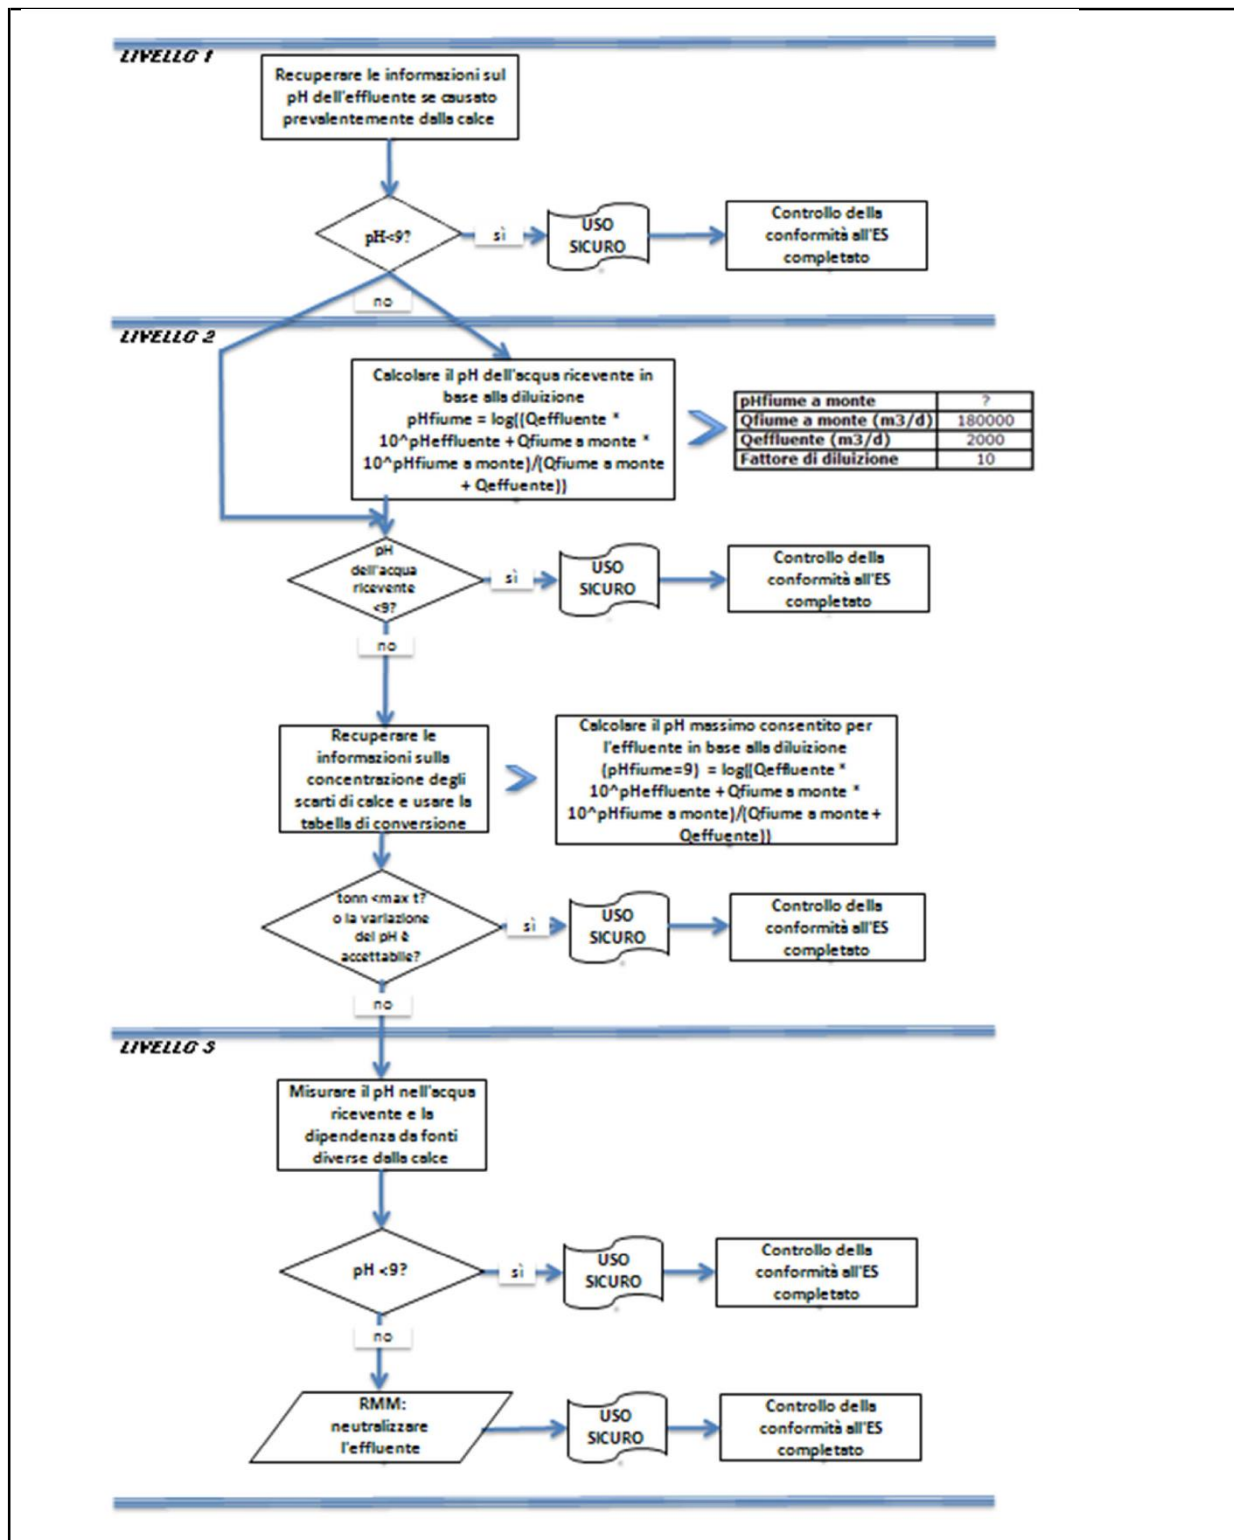 LIVELLO 1
Recuperare le informazioni sul
pH dell'effluente se causato
prevalentemente dalla calce
pH<9?
sì
USO
SICURO
Controllo della
conformità all'ES
completato
no
LIVELLO 2
Calcolare il pH dell'acqua ricevente in
base alla diluizione
pHfiume = log((Qeffluente *
10^pHeffluente + Qfiume a monte *
10^pHfiume a monte)/(Qfiume a monte
+ Qeffuente))
pHfiume a monte ?
Qfiume a monte (m3/d) 180000
Qeffluente (m3/d) 2000
Fattore di diluizione 10
pH
dell'acqua
ricevente
<9?
sì
USO
SICURO
Controllo della
conformità all'ES
completato
no
Recuperare le
informazioni sulla
concentrazione degli
scarti di calce e usare la
tabella di conversione
Calcolare il pH massimo consentito per
l'effluente in base alla diluizione
(pHfiume=9) = log((Qeffluente *
10^pHeffluente + Qfiume a monte *
10^pHfiume a monte)/(Qfiume a monte +
Qeffuente))
tonn <max t?
o la variazione
del pH è
accettabile?
sì
USO
SICURO
Controllo della
conformità all'ES
completato
no
LIVELLO 3
Misurare il pH nell'acqua
ricevente e la
dipendenza da fonti
diverse dalla calce
pH <9?
sì
USO
SICURO
Controllo della
conformità all'ES
completato
no
RMM:
neutralizzare
l'effluente
USO
SICURO
Controllo della
conformità all'ES
completato